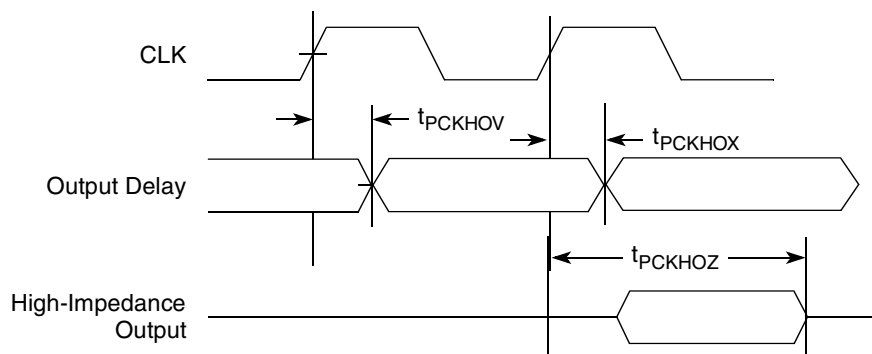 CLK
tPCKHOV
tPCKHOX
Output Delay
tPCKHOZ
High-Impedance
Output